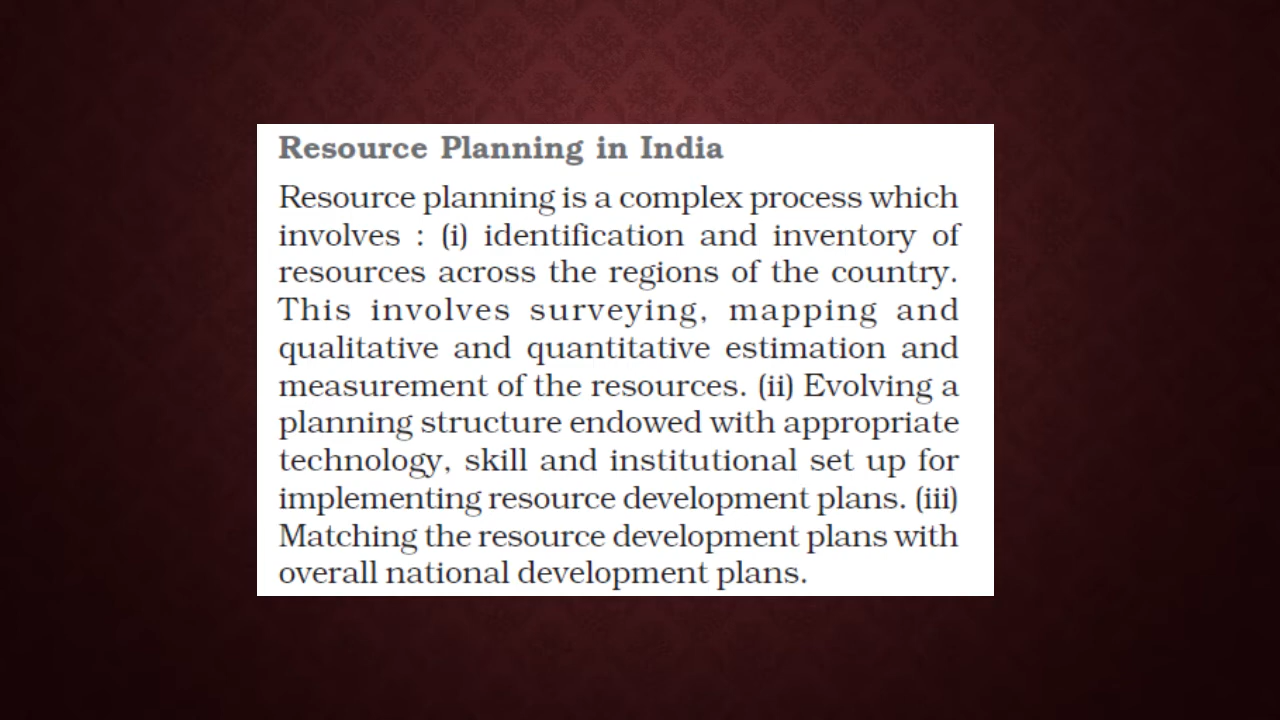 Resource Planning in India
Resource planning is a complex process which
involves : (i) identification and inventory of
resources across the regions of the country.
This involves surveying, mapping and
qualitative and quantitative estimation and
measurement of the resources. (ii) Evolving a
planning structure endowed with appropriate
technology, skill and institutional set up for
implementing resource development plans. (iii)
Matching the resource development plans with
overall national development plans.